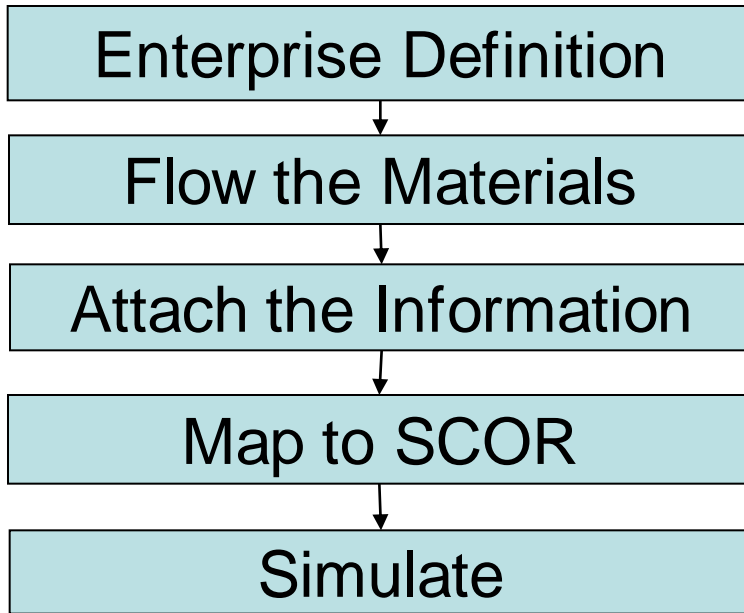 Enterprise Definition
Flow the Materials
Attach the Information
Map to SCOR
Simulate